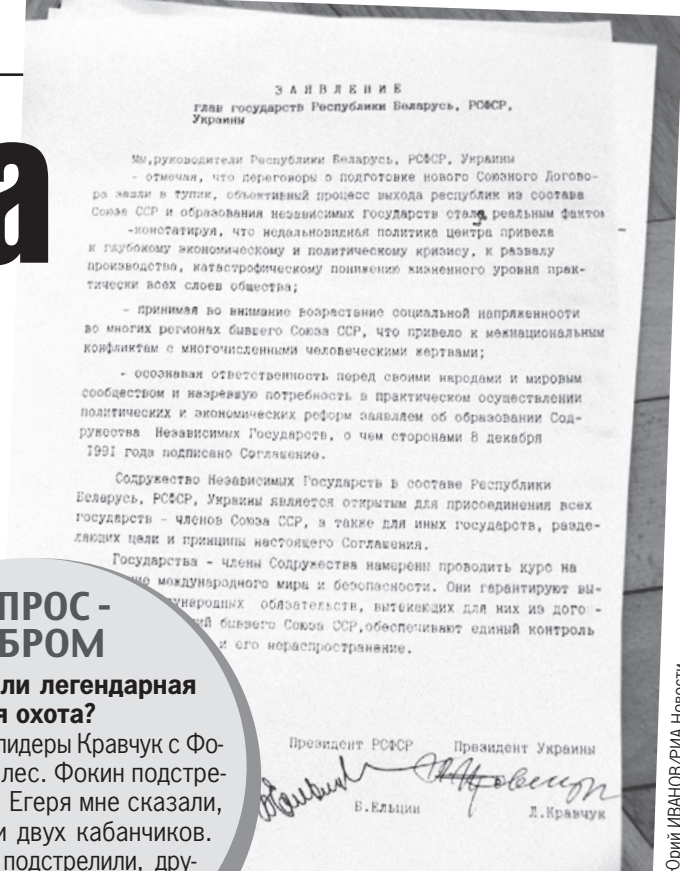 а
ЗАЯВЛЕНИЕ
глав государств Республики Беларусь, РСФСР,
Украины
Мы,руководители Республики Беларусь, РСФСР, Украины
- отмечая, что переговоры о подготовке нового Союзного Догово-
ра зашли в тупик, объективный процесс выхода республик из состава
Союза ССР и образования независимых государств стала реальным фактом
-констатируя, что недальновидная политика центра привела
к глубокому экономическому и политическому кризису, к развалу
производства, катастрофическому понижению жизненного уровня прак-
тически всех слоев общества;
- принимая во внимание возрастание социальной напряженности
во многих регионах бывшего Союза ССР, что привело к межнациональным
конфликтам с многочисленными человеческими жертвами;
- осознавая ответственность перед своими народами и мировым
сообществом и назревшую потребность в практическом осуществлении
политических и экономических реформ заявляем об образовании Сод-
ружества Независимых Государств, о чем сторонами 8 декабря
1991 года подписано Соглашение.
Содружество Независимых Государств в составе Республики
Беларусь, РСФСР, Украины является открытым для присоединения всех
государств - членов Союза ССР, а также для иных государств, разде-
ляющих цели и принципы настоящего Соглашения.
Государства - члены Содружества намерены проводить курс на
ие международного мира и безопасности. Они гарантируют вы-
ународных обязательств, вытекающих для них из дого-
ий бывшего Союза ССР,обеспечивают единый контроль
и его нераспространение.
Президент РСФСР Президент Украины
Б.Ельцин Л.Кравчук
ПРОС -
БРОМ
ли легендарная
я охота?
лидеры Кравчук с Фо-
лес. Фокин подстре-
Егеря мне сказали,
и двух кабанчиков.
подстрелили, дру-
Юрий ИВАНОВ/РИА Новости